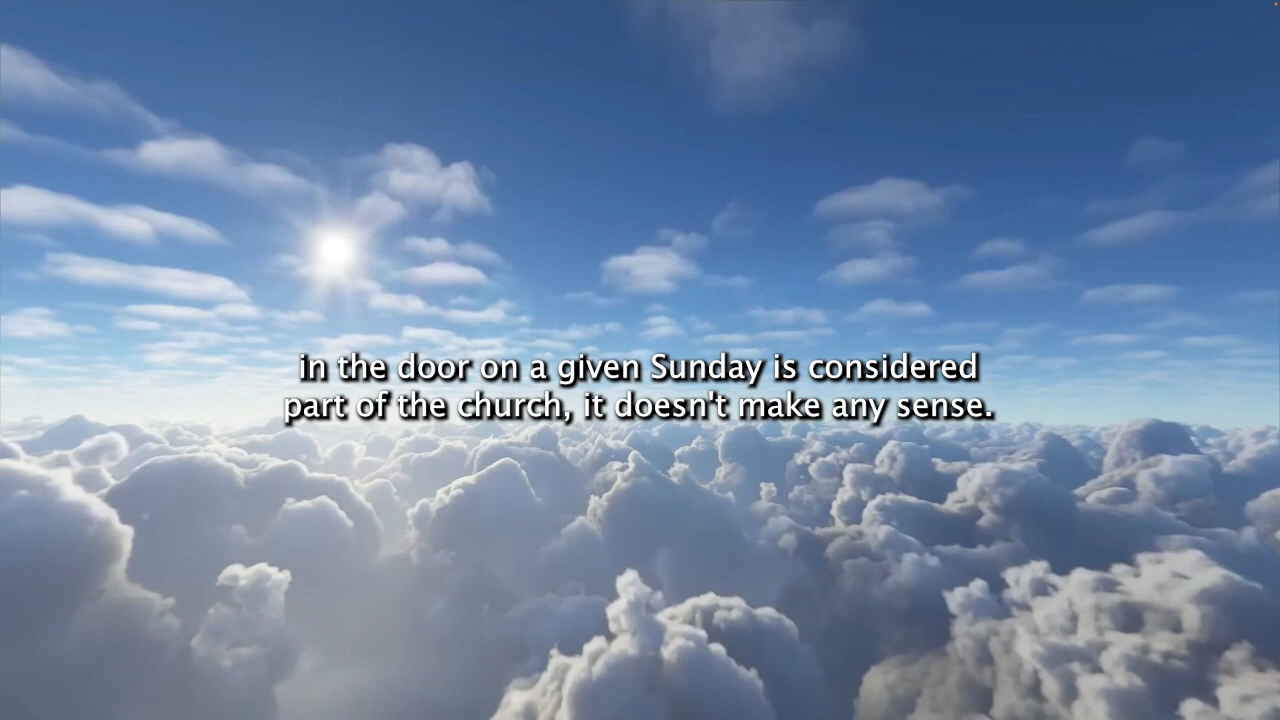 in the door on a given Sunday is considered
part of the church, it doesn't make any sense.